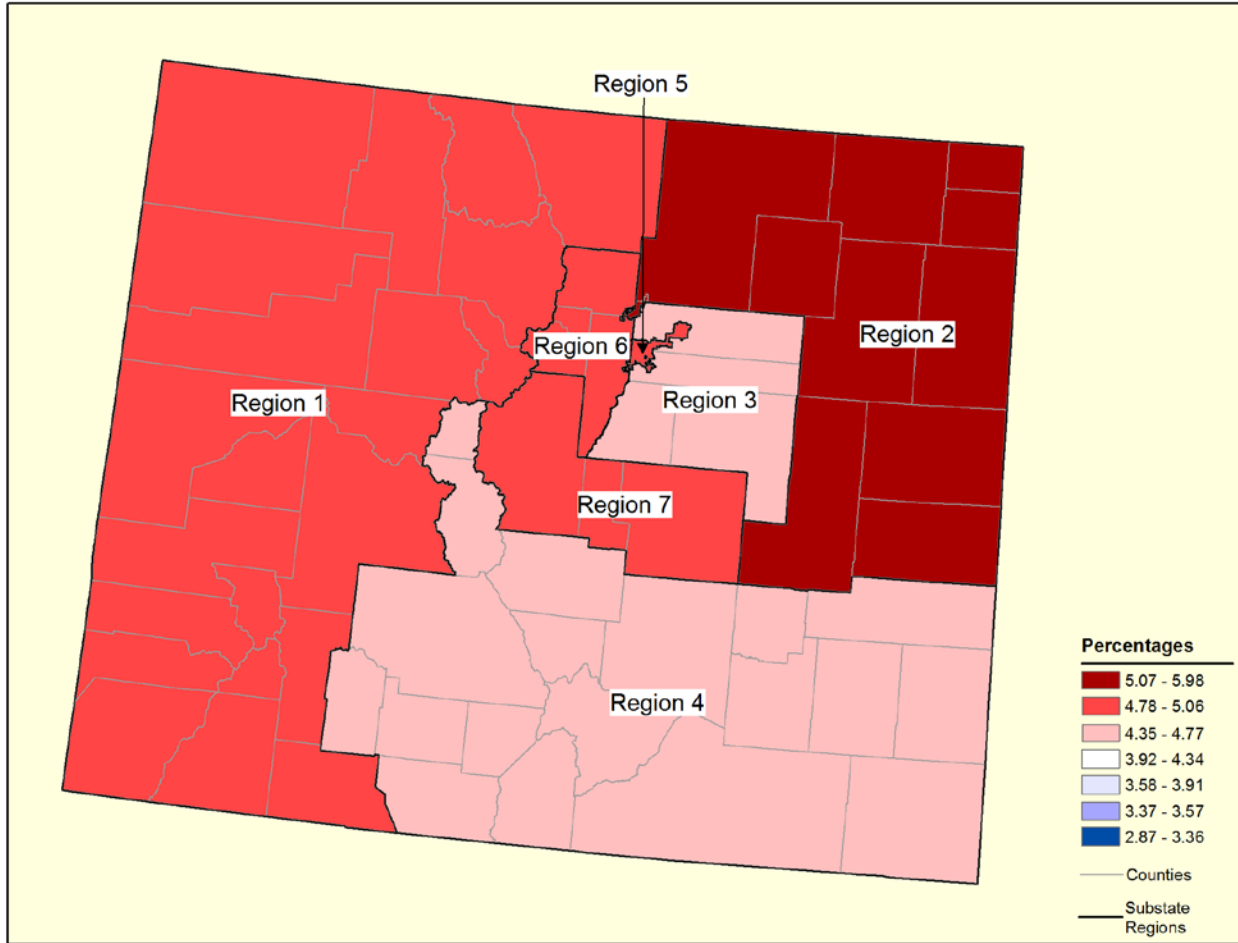 Region 5
Region 2
Region 6
Region 1
Region 3
Region 7
Region 4
Percentages
5.07 - 5.98
4.78 - 5.06
4.35 - 4.77
3.92 - 4.34
3.58 - 3.91
3.37 - 3.57
2.87 - 3.36
Counties
Substate
Regions